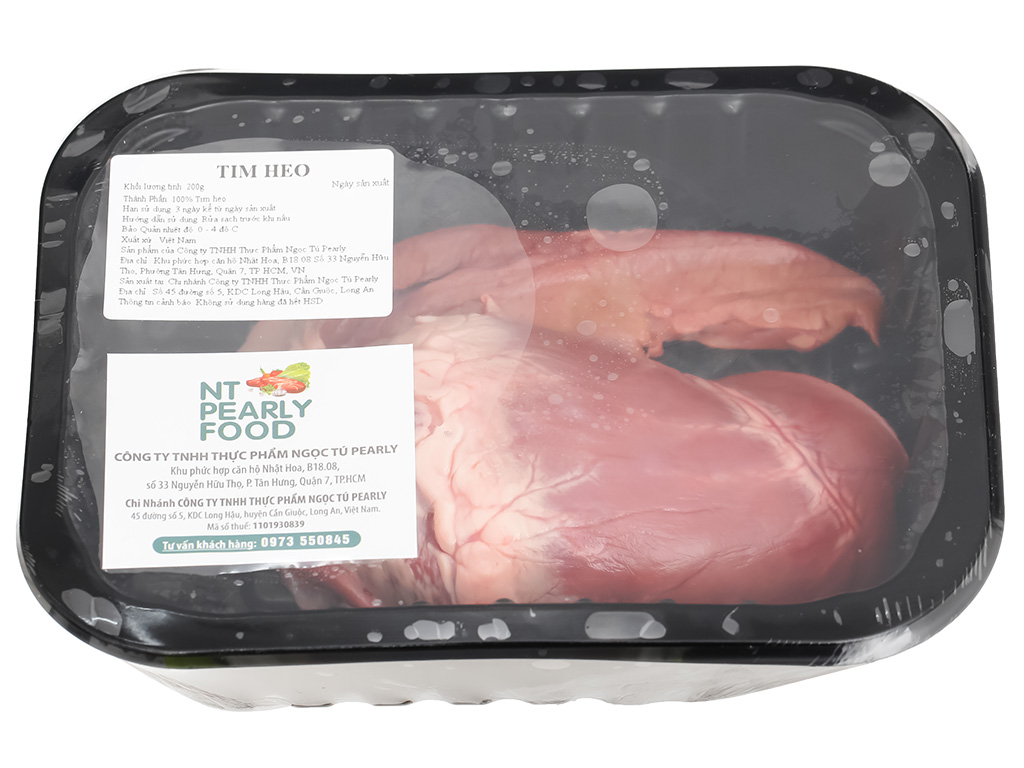 TIM HEO
Khối lượng tịnh 200g
Ngày sản xuất
Thành Phần 100% Tim heo
Hạn sử dụng 3 ngày kể từ ngày sản xuất
Hướng dẫn sử dụng Rửa sạch trước khi nấu
Bảo Quản nhiệt độ 0 - 4 độ C
Xuất xứ Việt Nam
Sản phẩm của Công ty TNHH Thực Phẩm Ngọc Tú Pearly
Địa chỉ Khu phức hợp căn hộ Nhật Hoa, B18 08 Số 33 Nguyễn Hữu
Thọ, Phường Tân Hưng, Quận 7, TP HCM, VN
Sản xuất tại Chi nhánh Công ty TNHH Thực Phẩm Ngọc Tú Pearly
Địa chỉ Số 45 đường số 5, KDC Long Hậu, Cần Giuộc, Long An
Thông tin cảnh báo Không sử dụng hàng đã hết HSD
NT
PEARLY
FOOD
CÔNG TY TNHH THỰC PHẨM NGỌC TÚ PEARLY
Khu phức hợp căn hộ Nhật Hoa, B18.08,
số 33 Nguyễn Hữu Thọ, P. Tân Hưng, Quận 7, TP.HCM
Chi Nhánh CÔNG TY TNHH THỰC PHẨM NGỌC TÚ PEARLY
45 đường số 5, KDC Long Hậu, huyện Cần Giuộc, Long An, Việt Nam.
Mã số thuế: 1101930839
Tư vấn khách hàng: 0973 550845